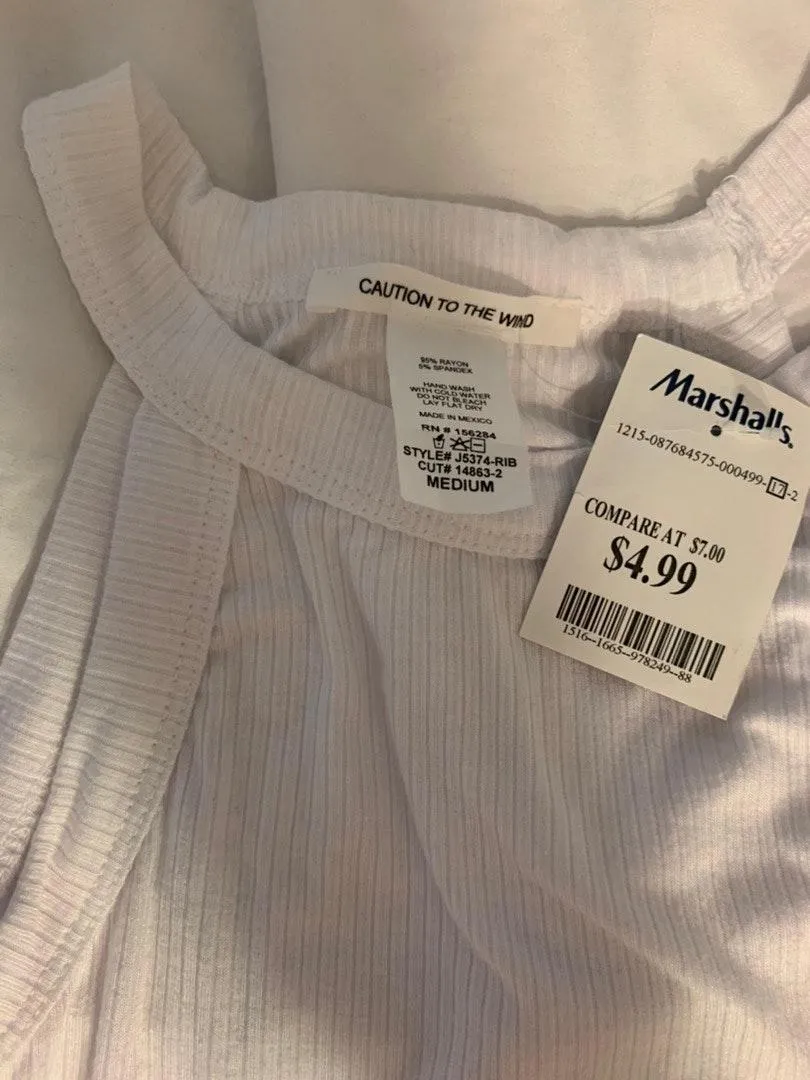 CAUTION TO THE WIND
95% RAYON
5% SPANDEX
HAND WASH
WITH COLD WATER
DO NOT BLEACH
LAY FLAT DRY
MADE IN MEXICO
RN # 156284
STYLE# J5374-RIB
CUT# 14863-2
MEDIUM
Marshalls.
1215-087684575-000499-17-2
COMPARE AT $7.00
$4.99
1516--1665--978249--88